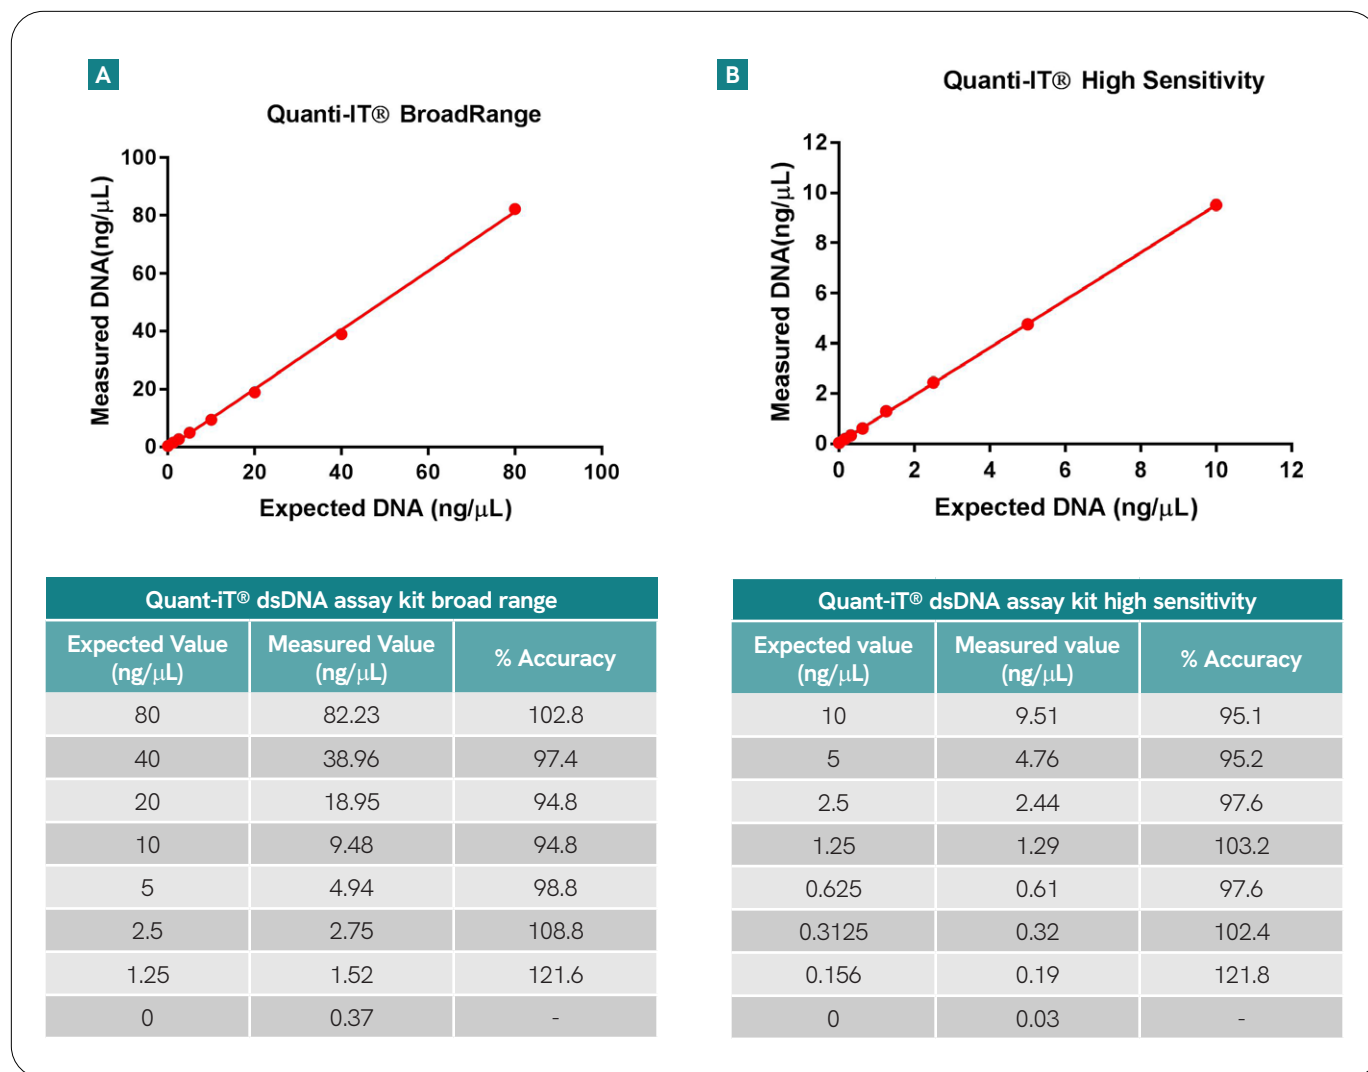 A
Quanti-IT® BroadRange
Measured DNA(ng/μL)
100
80
60
40
20
0
0 20 40 60 80 100
Expected DNA (ng/μL)
B
Quanti-IT® High Sensitivity
Measured DNA(ng/μL)
12
10
8
6
4
2
0
0 2 4 6 8 10 12
Expected DNA (ng/μL)
Quant-iT® dsDNA assay kit broad range
Expected Value (ng/μL) Measured Value (ng/μL) % Accuracy
80 82.23 102.8
40 38.96 97.4
20 18.95 94.8
10 9.48 94.8
5 4.94 98.8
2.5 2.75 108.8
1.25 1.52 121.6
0 0.37 -
Quant-iT® dsDNA assay kit high sensitivity
Expected value (ng/μL) Measured value (ng/μL) % Accuracy
10 9.51 95.1
5 4.76 95.2
2.5 2.44 97.6
1.25 1.29 103.2
0.625 0.61 97.6
0.3125 0.32 102.4
0.156 0.19 121.8
0 0.03 -